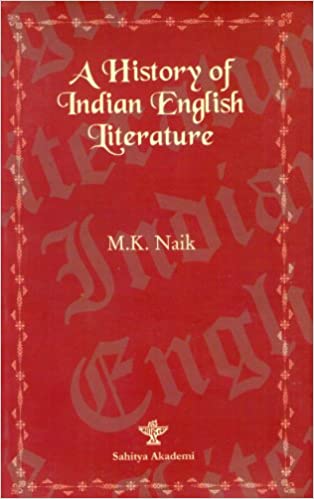 A History of
Indian English
Literature
M.K. Naik
Sahitya Akademi